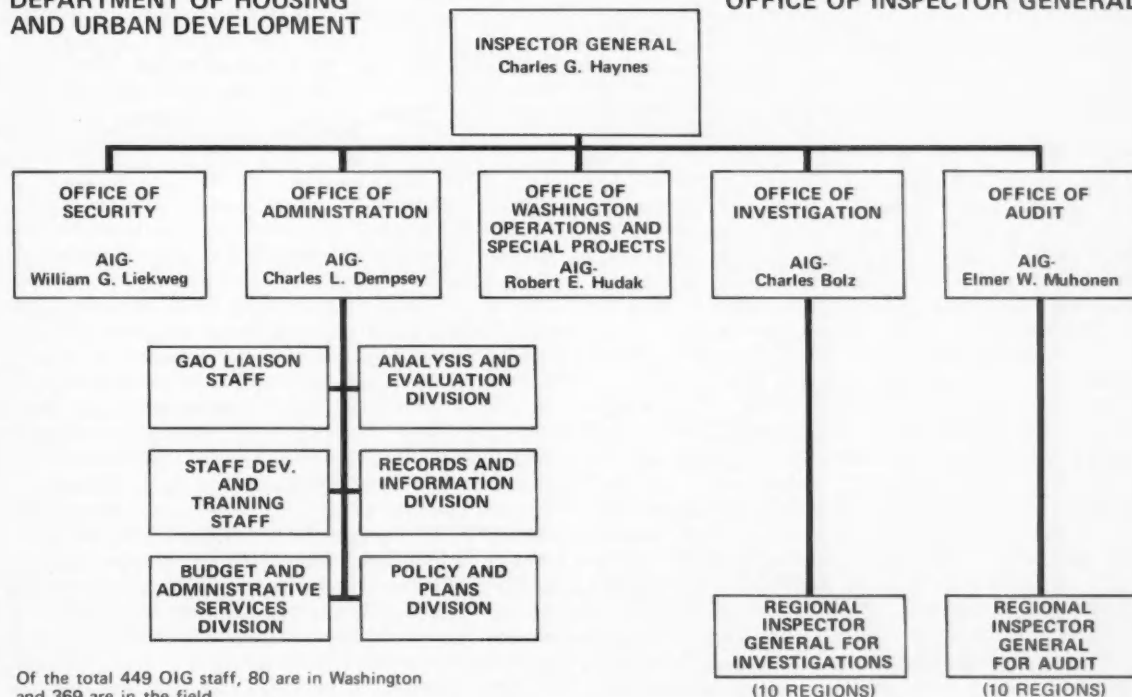 DEPARTMENT OF HOUSING
AND URBAN DEVELOPMENT
OFFICE OF INSPECTOR GENERAL
INSPECTOR GENERAL
Charles G. Haynes
OFFICE OF
SECURITY
AIG-
William G. Liekweg
OFFICE OF
ADMINISTRATION
AIG-
Charles L. Dempsey
OFFICE OF
WASHINGTON
OPERATIONS AND
SPECIAL PROJECTS
AIG-
Robert E. Hudak
OFFICE OF
INVESTIGATION
AIG-
Charles Bolz
OFFICE OF
AUDIT
AIG-
Elmer W. Muhonen
GAO LIAISON
STAFF
ANALYSIS AND
EVALUATION
DIVISION
STAFF DEV.
AND
TRAINING
STAFF
RECORDS AND
INFORMATION
DIVISION
BUDGET AND
ADMINISTRATIVE
SERVICES
DIVISION
POLICY AND
PLANS
DIVISION
REGIONAL
INSPECTOR
GENERAL FOR
INVESTIGATIONS
(10 REGIONS)
REGIONAL
INSPECTOR
GENERAL
FOR AUDIT
(10 REGIONS)
Of the total 449 OIG staff, 80 are in Washington
and 369 are in the field